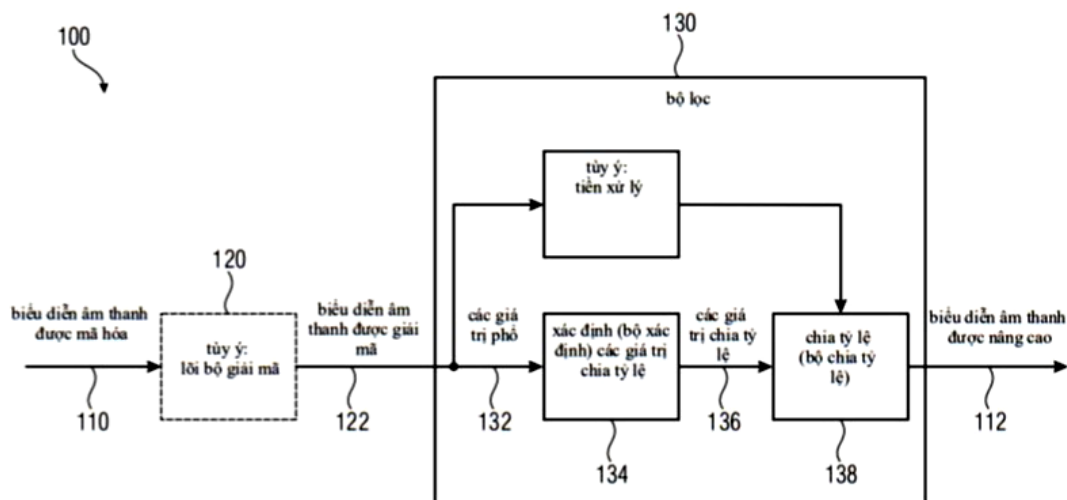 130
100
bộ lọc
tùy ý:
tiền xử lý
120
biểu diễn âm thanh
được mã hóa
tùy ý:
lõi bộ giải mã
biểu diễn âm
thanh được giải
mã
các giá
trị phổ
xác định (bộ xác
định) các giá trị
chia tỷ lệ
các giá
trị chia tỷ
lệ
chia tỷ lệ
(bộ chia tỷ
lệ)
biểu diễn âm thanh
được nâng cao
110
122
132
134
136
138
112